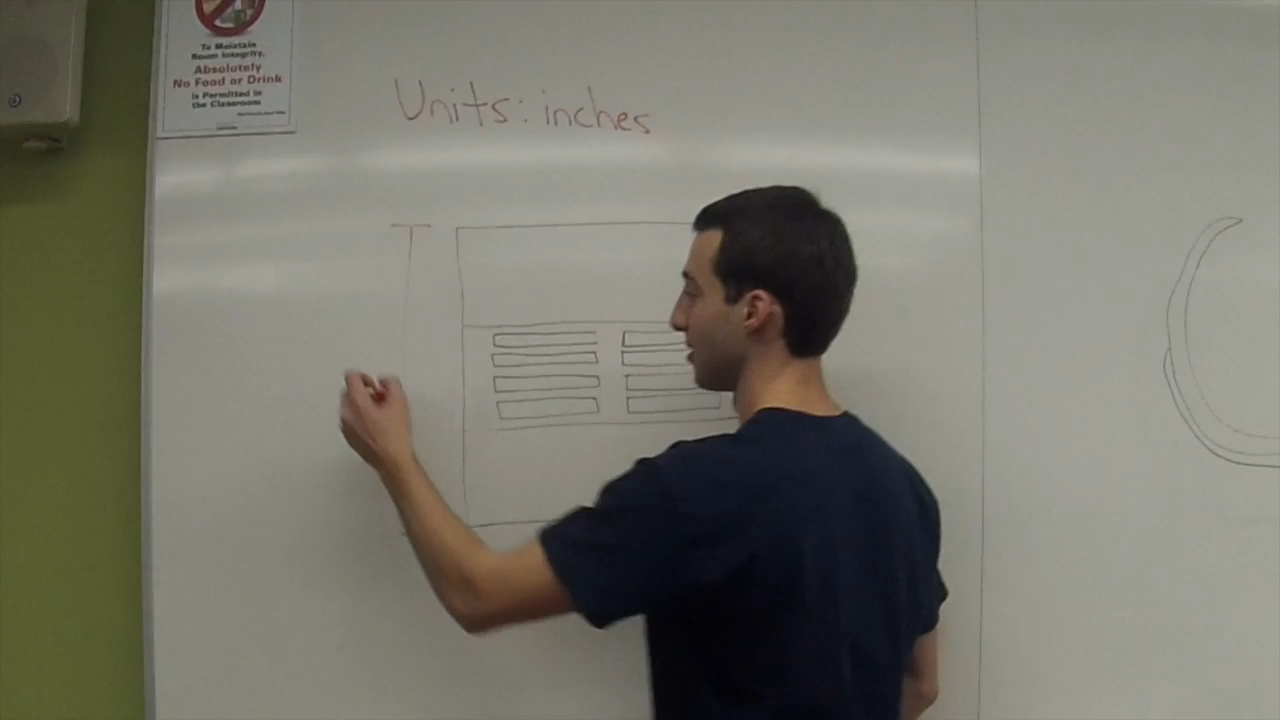 To Maintain
Room Integrity,
Absolutely
No Food or Drink
is Permitted in
the Classroom
Units: inches